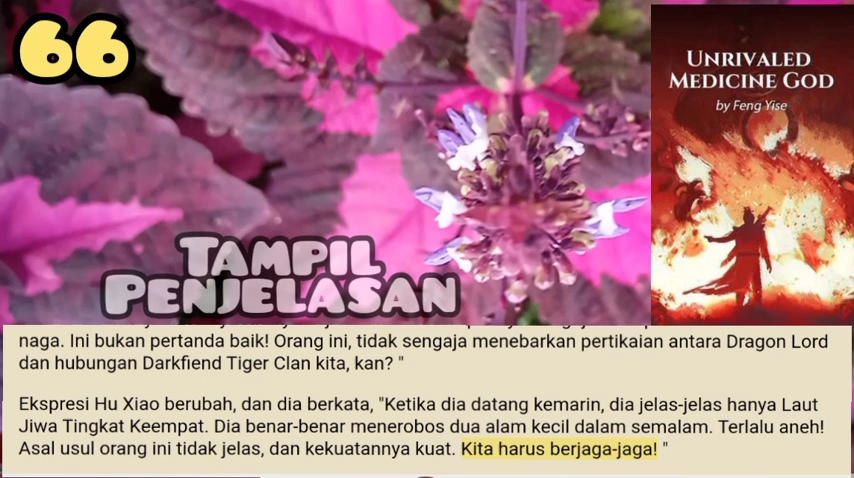 66
UNRIVALED
MEDICINE GOD
by Feng Yise
TAMPIL
PENJELASAN
naga. Ini bukan pertanda baik! Orang ini, tidak sengaja menebarkan pertikaian antara Dragon Lord
dan hubungan Darkfiend Tiger Clan kita, kan? "
Ekspresi Hu Xiao berubah, dan dia berkata, "Ketika dia datang kemarin, dia jelas-jelas hanya Laut
Jiwa Tingkat Keempat. Dia benar-benar menerobos dua alam kecil dalam semalam. Terlalu aneh!
Asal usul orang ini tidak jelas, dan kekuatannya kuat. Kita harus berjaga-jaga! "